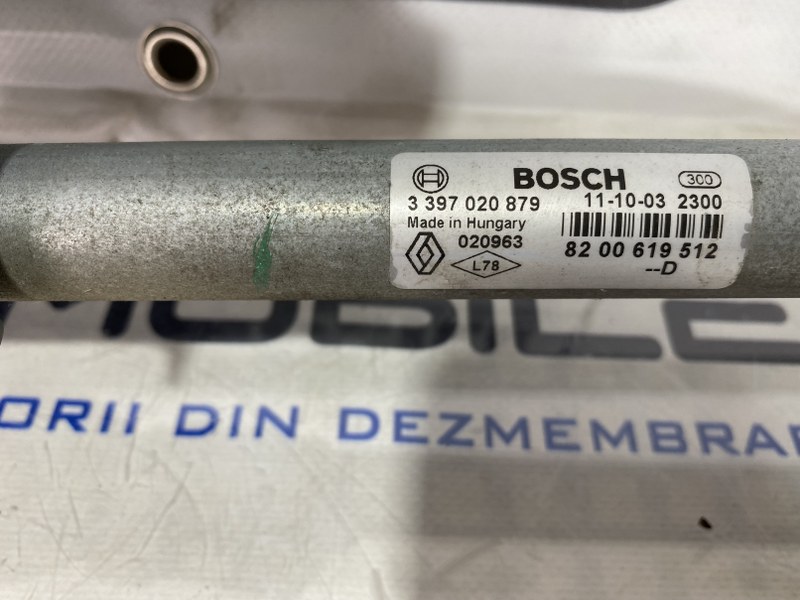 BOSCH 300
3 397 020 879 11-10-03 2300
Made in Hungary
020963
L78
82 00 619 512
--D
MOBILE
ORII DIN DEZMEMBRAR